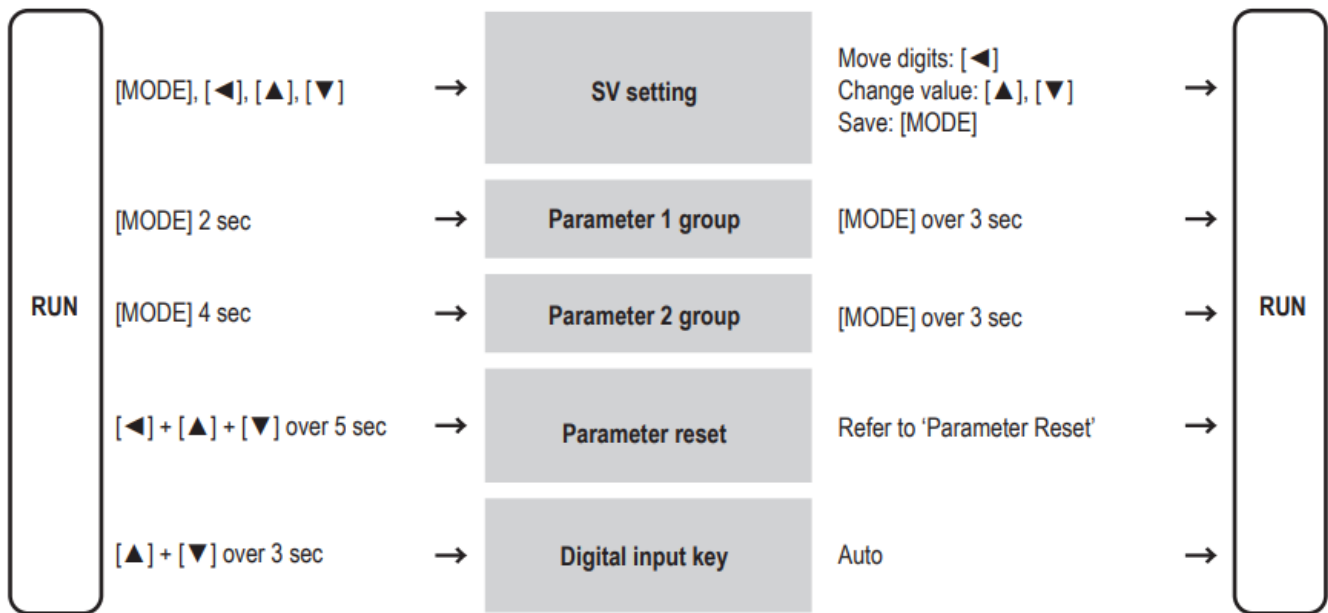 RUN
[MODE], [◀], [▲], [▼] → SV setting
Move digits: [◀]
Change value: [▲], [▼]
Save: [MODE]
→
[MODE] 2 sec → Parameter 1 group [MODE] over 3 sec →
[MODE] 4 sec → Parameter 2 group [MODE] over 3 sec →
[◀] + [▲] + [▼] over 5 sec → Parameter reset Refer to ‘Parameter Reset’ →
[▲] + [▼] over 3 sec → Digital input key Auto →
RUN